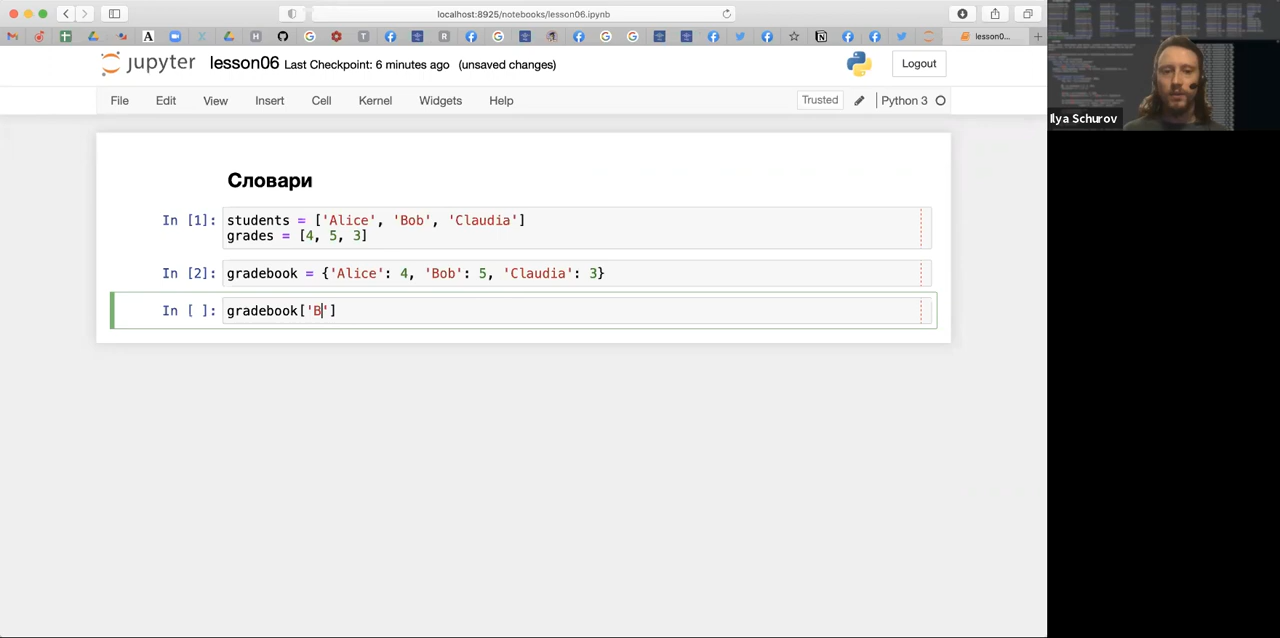 localhost:8925/notebooks/lesson06.ipynb
lesson0...
jupyter lesson06 Last Checkpoint: 6 minutes ago (unsaved changes)
Logout
File Edit View Insert Cell Kernel Widgets Help
Trusted Python 3
Ilya Schurov
Словари
In [1]: students = ['Alice', 'Bob', 'Claudia']
grades = [4, 5, 3]
In [2]: gradebook = {'Alice': 4, 'Bob': 5, 'Claudia': 3}
In [ ]: gradebook['B']